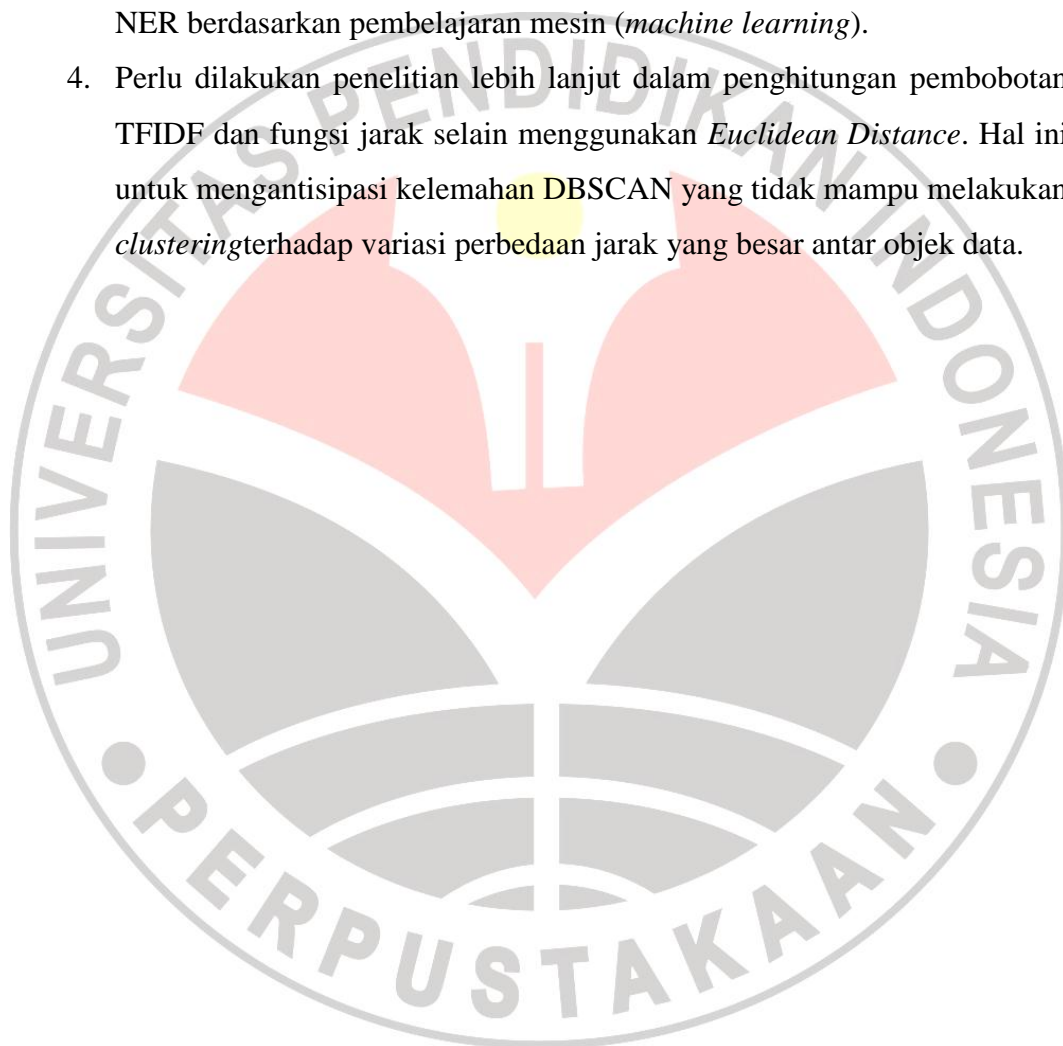 NER berdasarkan pembelajaran mesin (machine learning).
4. Perlu dilakukan penelitian lebih lanjut dalam penghitungan pembobotan
TFIDF dan fungsi jarak selain menggunakan Euclidean Distance. Hal ini
untuk mengantisipasi kelemahan DBSCAN yang tidak mampu melakukan
clusteringterhadap variasi perbedaan jarak yang besar antar objek data.
UNIVERSITAS PENDIDIKAN INDONESIA
PERPUSTAKAAN